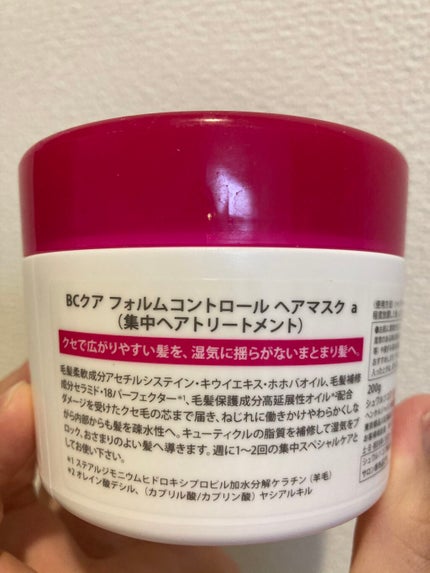 BCクア フォルムコントロール ヘアマスク a
(集中ヘアトリートメント)
クセで広がりやすい髪を、湿気に揺らがないまとまり髪へ。
毛髪柔軟成分アセチルシステイン・キウイエキス・ホホバオイル、毛髪補修
成分セラミド・18パーフェクター*¹、毛髪保護成分高延展性オイル*²配合
ダメージを受けたクセ毛の芯まで届き、ねじれに働きかけやわらかくしな
がら内部からも髪を疎水性へ。キューティクルの脂質を補修して湿気をブ
ロック、おさまりのよい髪へ導きます。週に1〜2回の集中スペシャルケアと
してお使い下さい。
*1 ステアルジモニウムヒドロキシプロピル加水分解ケラチン(羊毛)
*2 オレイン酸デシル、(カプリル酸/カプリン酸)ヤシアルキル
200g